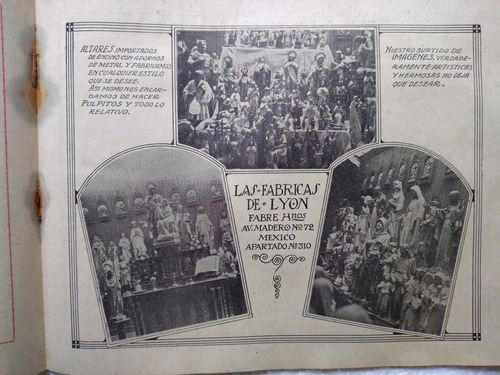 ALTARES IMPORTADOS
DE ENCINO CON ADORNOS
DE METAL Y FABRICAMOS
EN CUALQUIER ESTILO
QUE SE DESEE.
ASI MISMO NOS ENCAR-
GAMOS DE HACER
PULPITOS Y TODO LO
RELATIVO.
NUESTRO SURTIDO DE
IMAGENES, VERDADE-
RAMENTE ARTISTICAS
Y HERMOSAS NO DEJA
QUE DESEAR.
LAS-FABRICAS
DE-LYON
FABRE Hnos
AV. MADERO No 72
MEXICO
APARTADO No 310